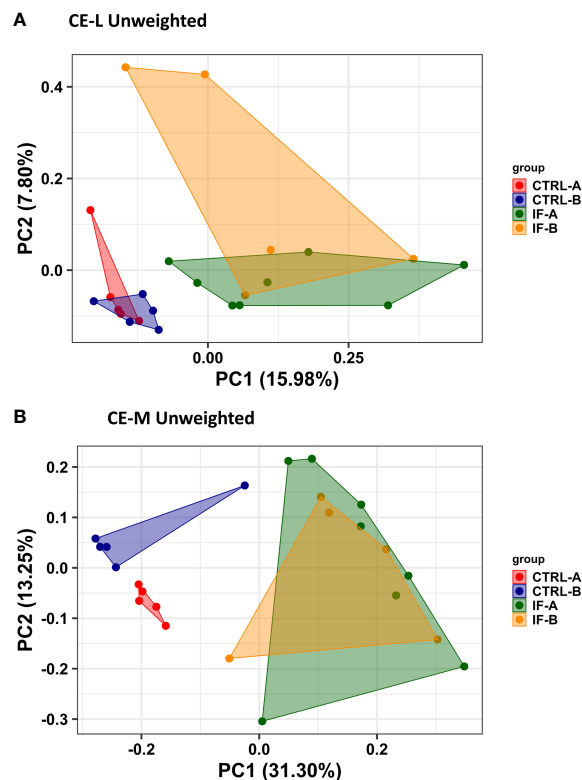 A
CE-L Unweighted
0.4
0.2
0.0
PC2 (7.80%)
0.00 0.25
PC1 (15.98%)
group
CTRL-A
CTRL-B
IF-A
IF-B
B
CE-M Unweighted
0.2
0.1
0.0
-0.1
-0.2
-0.3
PC2 (13.25%)
-0.2 0.0 0.2
PC1 (31.30%)
group
CTRL-A
CTRL-B
IF-A
IF-B